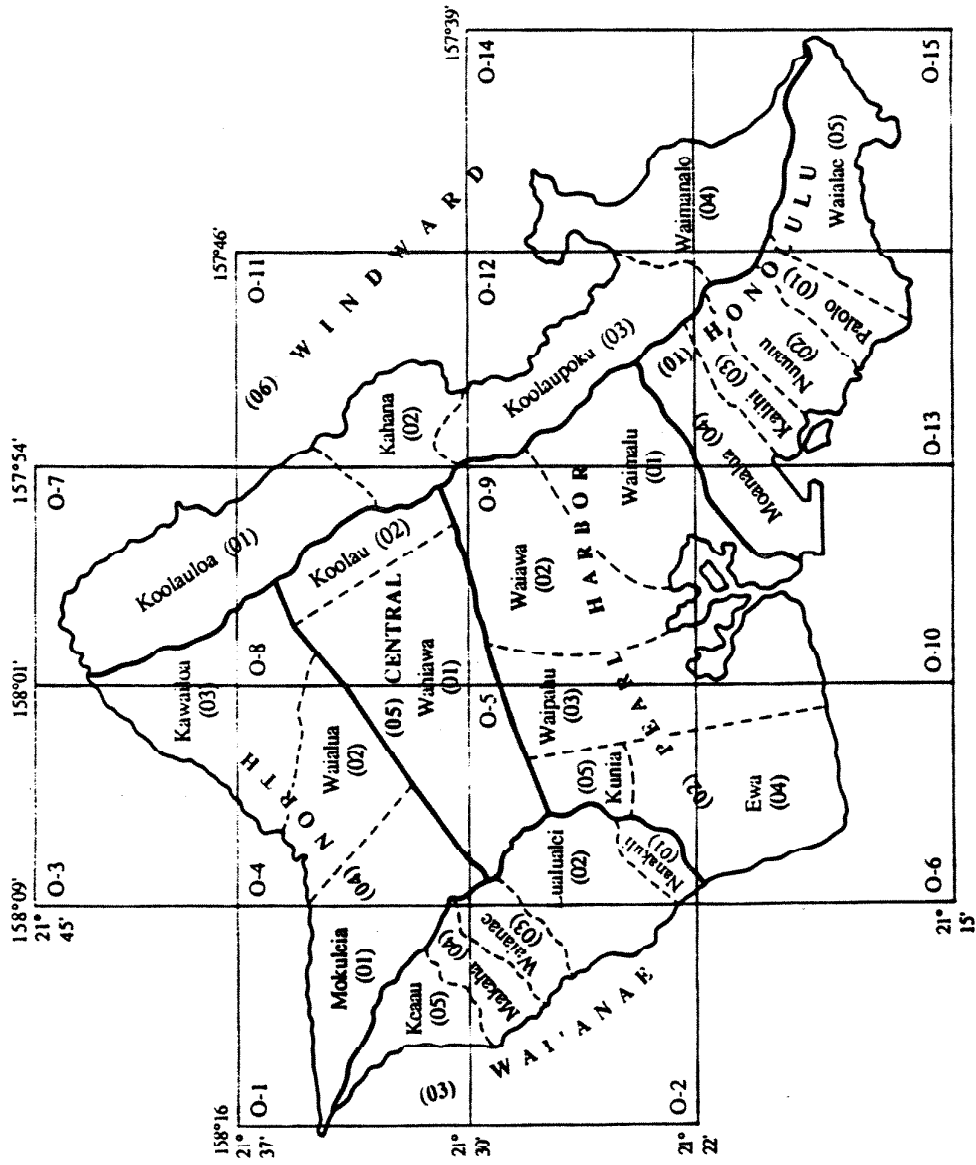 158°16
158°09'
158°01
157°54'
157°46'
157°39'
21°
45'
21°
37'
21°
30'
21°
22'
21°
15'
O-1
O-2
O-3
O-4
O-5
O-6
O-7
O-8
O-9
O-10
O-11
O-12
O-13
O-14
O-15
(06) WINDWARD
Koolauloa (01)
Kahana
(02)
Koolaupoku (03)
Waimanalo
(04)
(04) NORTH
Kawailoa
(03)
Waialua
(02)
Mokuleia
(01)
(05) CENTRAL
Koolau (02)
Wahiawa
(01)
(03) WAI'ANAE
Keaau
(05)
Makaha
(04)
Waianae
(03)
Lualualei
(02)
Nanakuli
(01)
(02) PEARL HARBOR
Waimalu
(01)
Waiawa
(02)
Waipahu
(03)
Ewa
(04)
(05)
Kunia
(01) HONOLULU
Moanalua (04)
Kalihi (03)
Nuuanu
(02)
Palolo (01)
Waialae (05)